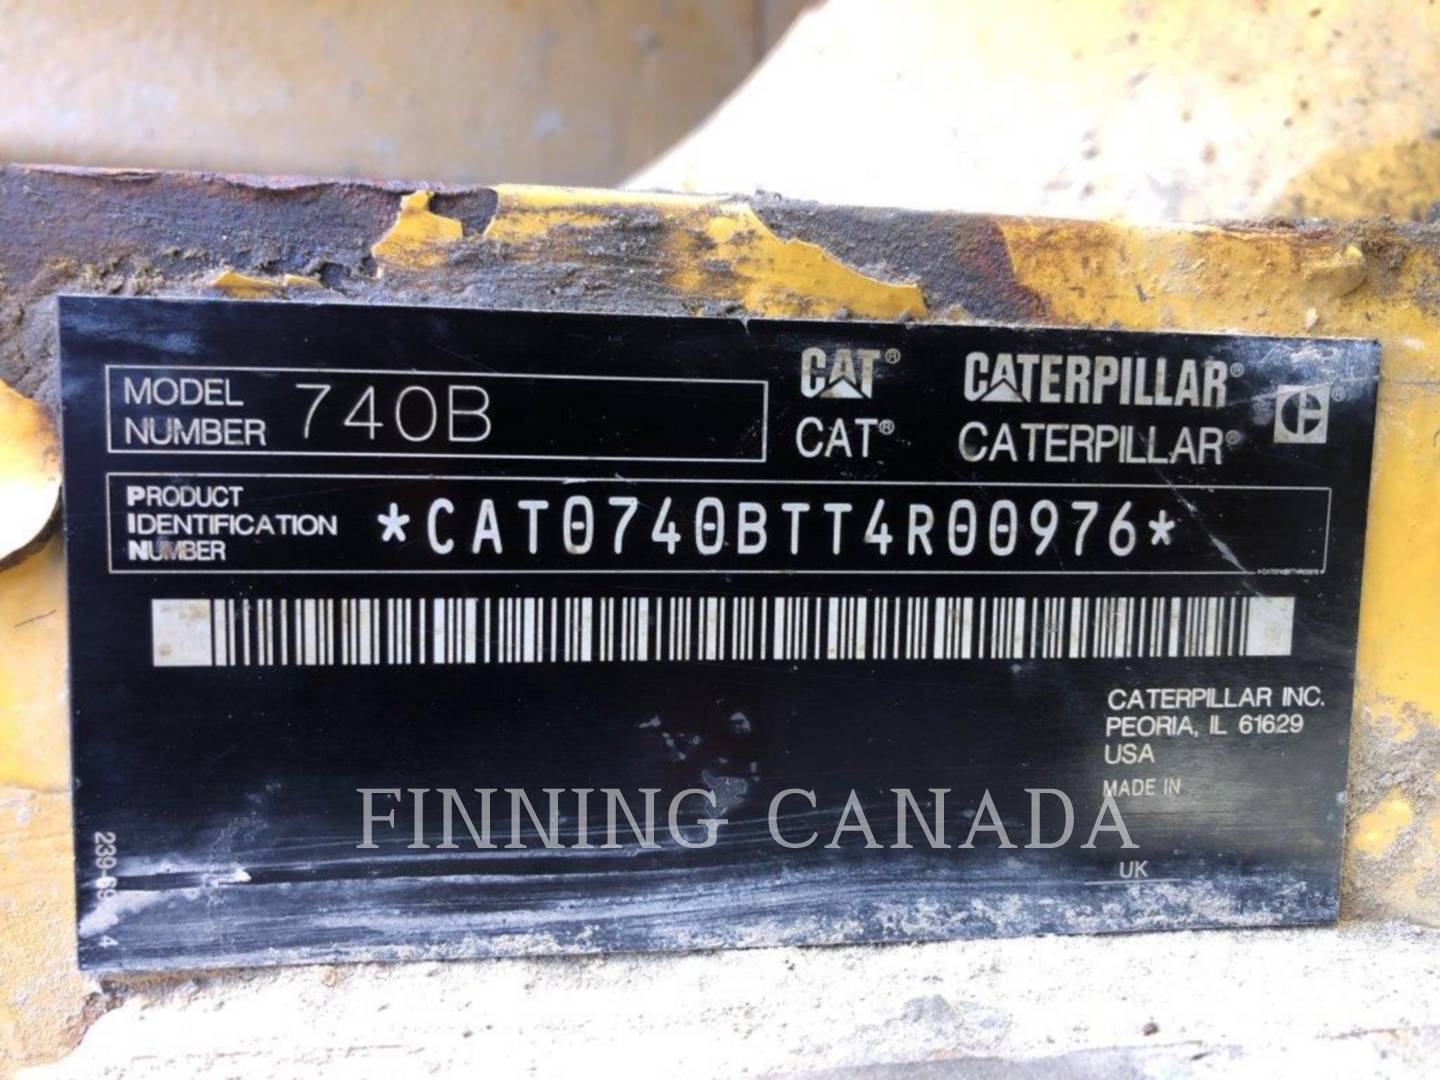 MODEL NUMBER 740B
CAT® CATERPILLAR®
CAT® CATERPILLAR®
PRODUCT
IDENTIFICATION
NUMBER
*CAT0740BTT4R00976*
CATERPILLAR INC.
PEORIA, IL 61629
USA
MADE IN
UK
FINNING CANADA